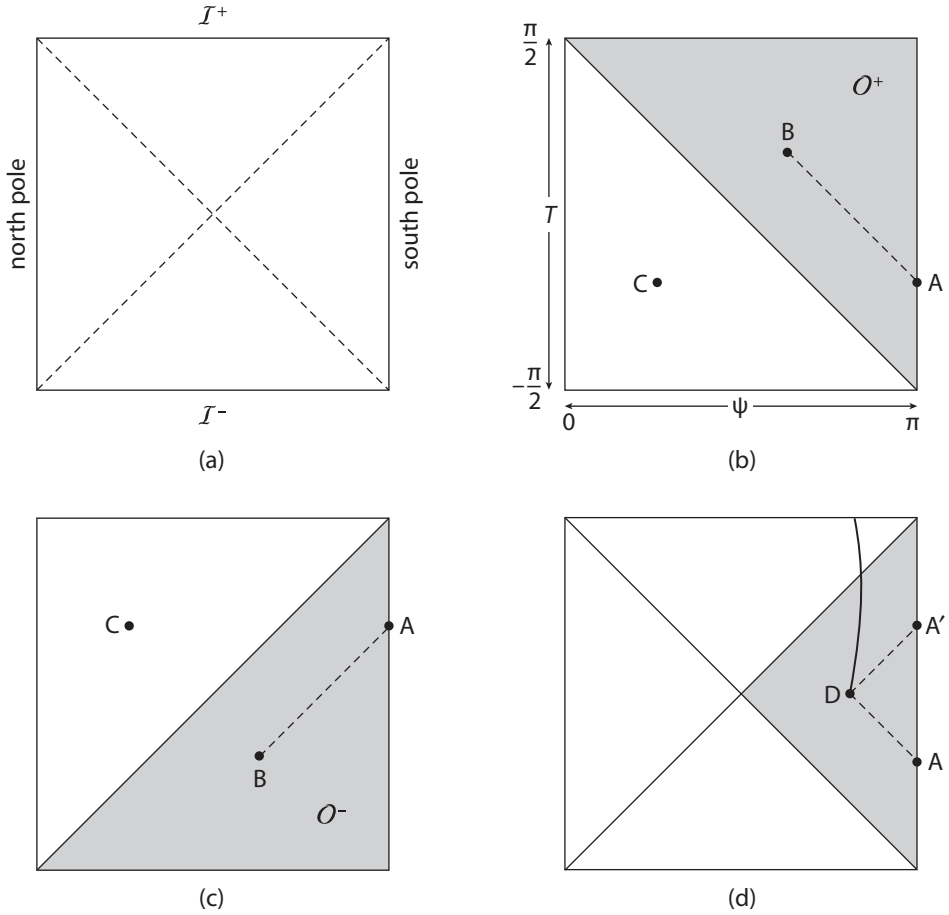 𝓘⁺
north pole
south pole
𝓘⁻
(a)
π/2
T
-π/2
𝒪⁺
B
A
C
0
ψ
π
(b)
C
A
B
𝒪⁻
(c)
A′
D
A
(d)